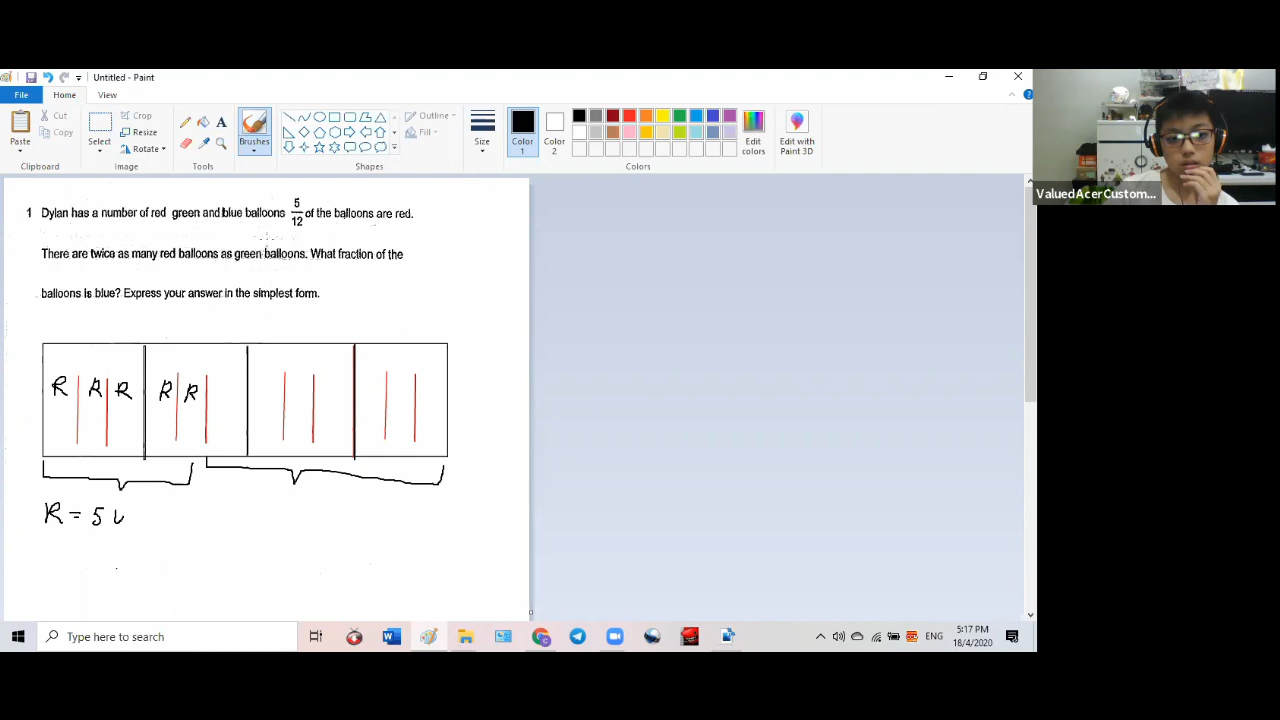 Untitled - Paint
File Home View
Paste
Cut
Copy
Clipboard
Select
Crop
Resize
Rotate
Image
Tools
Brushes
Outline
Fill
Shapes
Size
Color 1
Color 2
Edit colors
Colors
Edit with Paint 3D
ValuedAcerCustom...
1 Dylan has a number of red green and blue balloons 5/12 of the balloons are red.
There are twice as many red balloons as green balloons. What fraction of the
balloons is blue? Express your answer in the simplest form.
R R R R R
R = 5 u
Type here to search
ENG
5:17 PM
18/4/2020